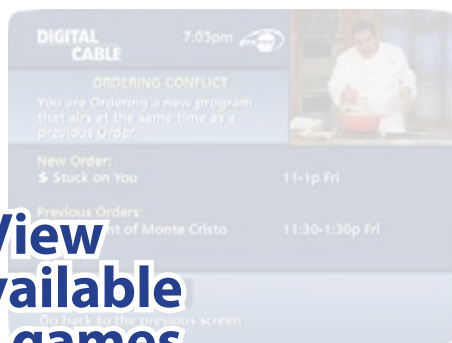 DIGITAL 7:03pm
CABLE
ORDERING CONFLICT
You are Ordering a new program
that airs at the same time as a
previous Order.
New Order:
$ Stuck on You 11-1p Fri
Previous Orders:
nt of Monte Cristo 11:30-1:30p Fri
View
vailable
games
Go back to the previous screen